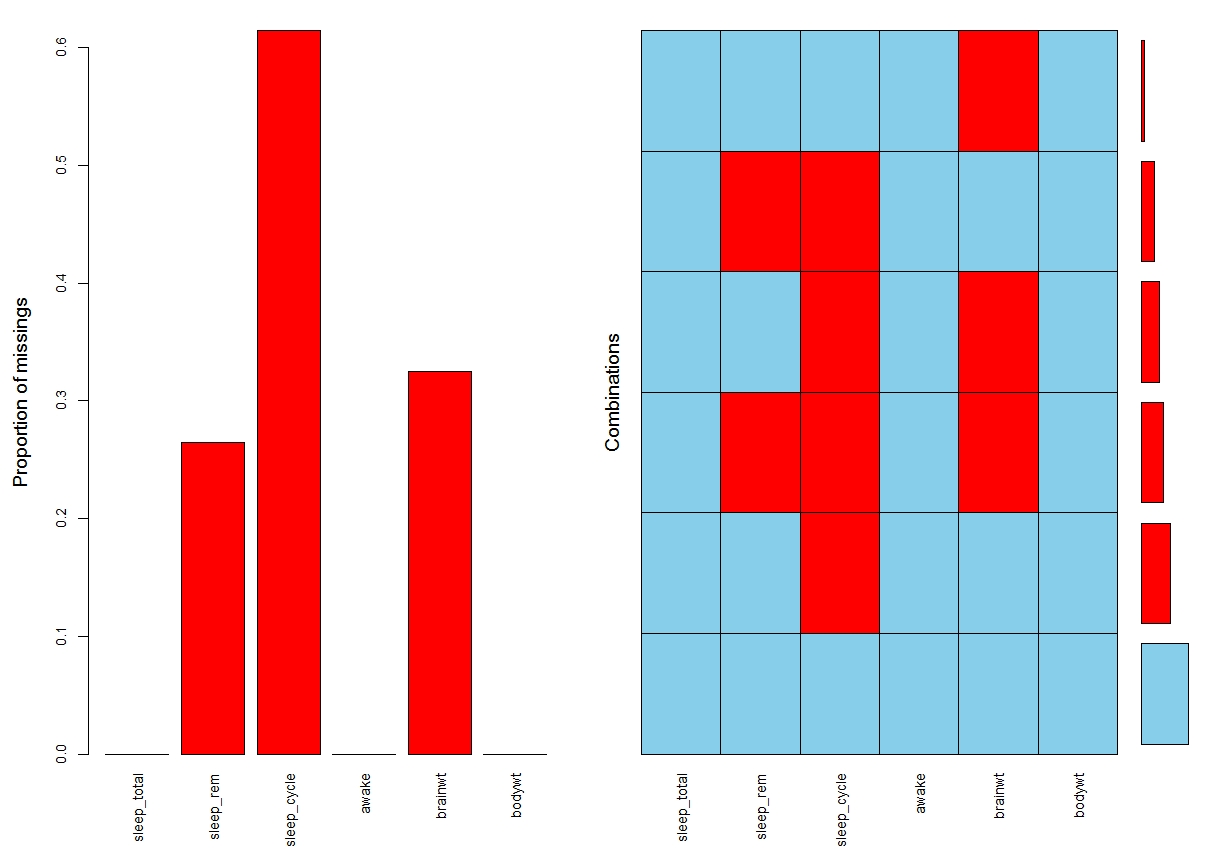 Proportion of missings
0.6
0.5
0.4
0.3
0.2
0.1
0.0
sleep_total
sleep_rem
sleep_cycle
awake
brainwt
bodywt
Combinations
sleep_total
sleep_rem
sleep_cycle
awake
brainwt
bodywt